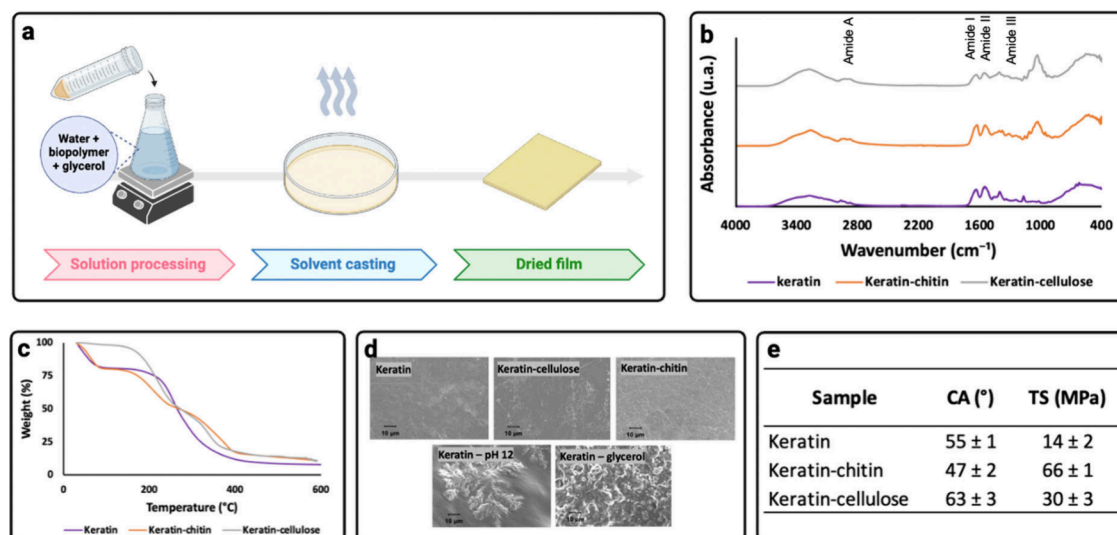 a
Water +
biopolymer
+ glycerol
Solution processing
Solvent casting
Dried film
b
Amide A
Amide I
Amide II
Amide III
Absorbance (u.a.)
4000 3400 2800 2200 1600 1000 400
Wavenumber (cm⁻¹)
keratin Keratin-chitin Keratin-cellulose
c
Weight (%)
100
75
50
25
0
0 200 400 600
Temperature (°C)
Keratin Keratin-chitin Keratin-cellulose
d
Keratin
10 μm
Keratin-cellulose
10 μm
Keratin-chitin
10 μm
Keratin – pH 12
10 μm
Keratin – glycerol
10 μm
e
Sample CA (°) TS (MPa)
Keratin 55 ± 1 14 ± 2
Keratin-chitin 47 ± 2 66 ± 1
Keratin-cellulose 63 ± 3 30 ± 3